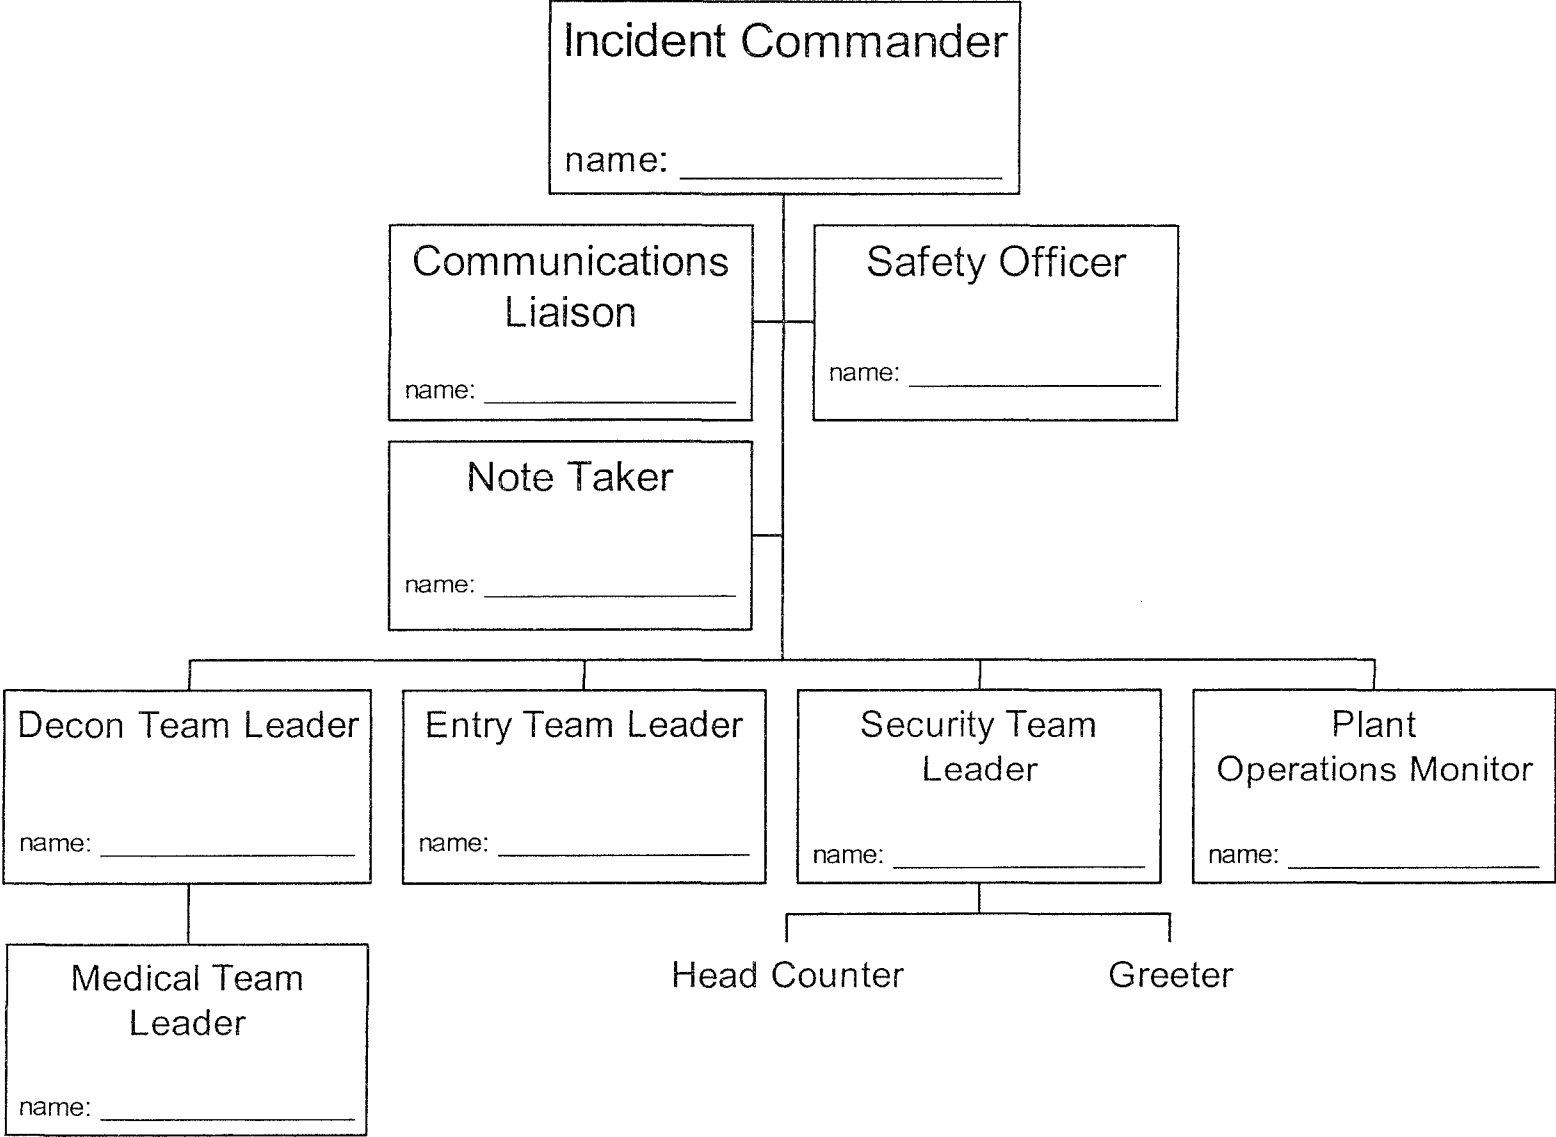 Incident Commander
name:
Communications
Liaison
name:
Safety Officer
name:
Note Taker
name:
Decon Team Leader
name:
Entry Team Leader
name:
Security Team
Leader
name:
Plant
Operations Monitor
name:
Medical Team
Leader
name:
Head Counter
Greeter